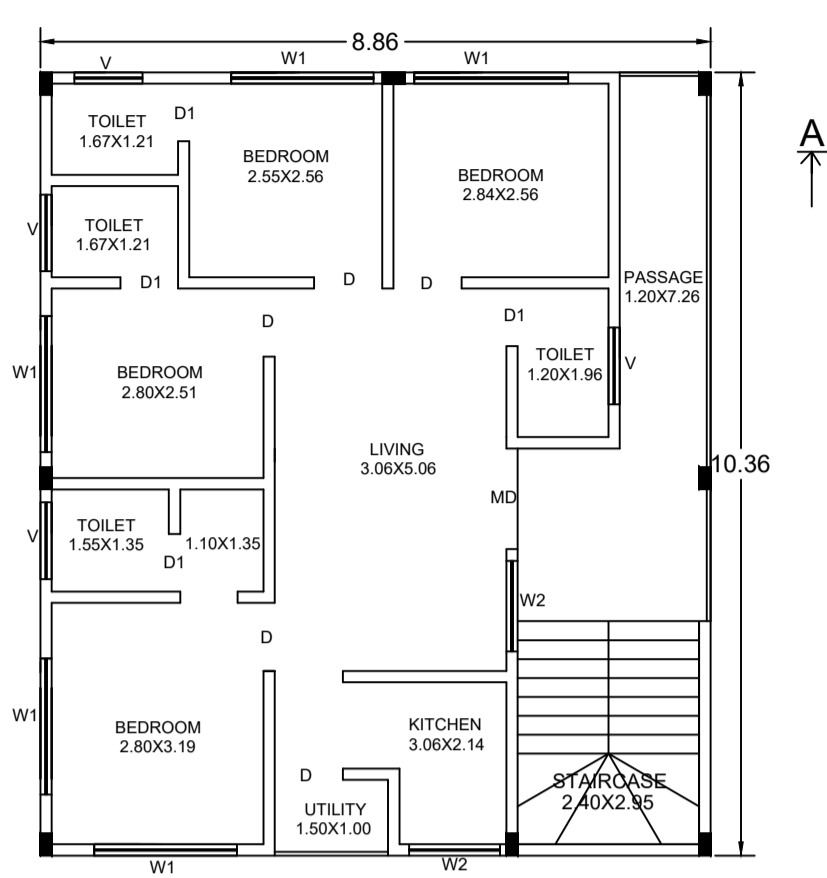 8.86
V
W1
W1
A
D1
TOILET
1.67X1.21
BEDROOM
2.55X2.56
BEDROOM
2.84X2.56
V
TOILET
1.67X1.21
D1
D
D
PASSAGE
1.20X7.26
D
D1
W1
BEDROOM
2.80X2.51
TOILET
1.20X1.96
V
LIVING
3.06X5.06
10.36
MD
V
TOILET
1.55X1.35
1.10X1.35
D1
W2
D
W1
BEDROOM
2.80X3.19
KITCHEN
3.06X2.14
D
STAIRCASE
2.40X2.95
UTILITY
1.50X1.00
W1
W2